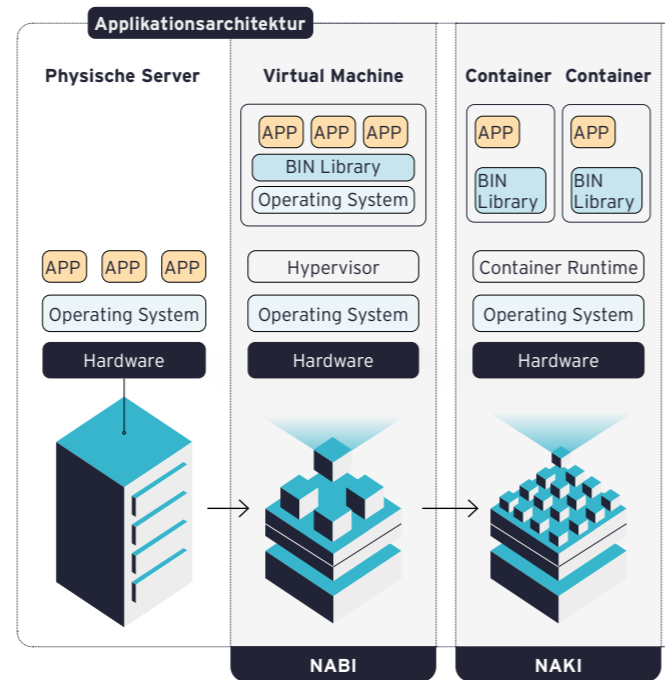 Applikationsarchitektur
Physische Server
APP APP APP
Operating System
Hardware
Virtual Machine
APP APP APP
BIN Library
Operating System
Hypervisor
Operating System
Hardware
NABI
Container Container
APP APP
BIN Library
BIN Library
Container Runtime
Operating System
Hardware
NAKI